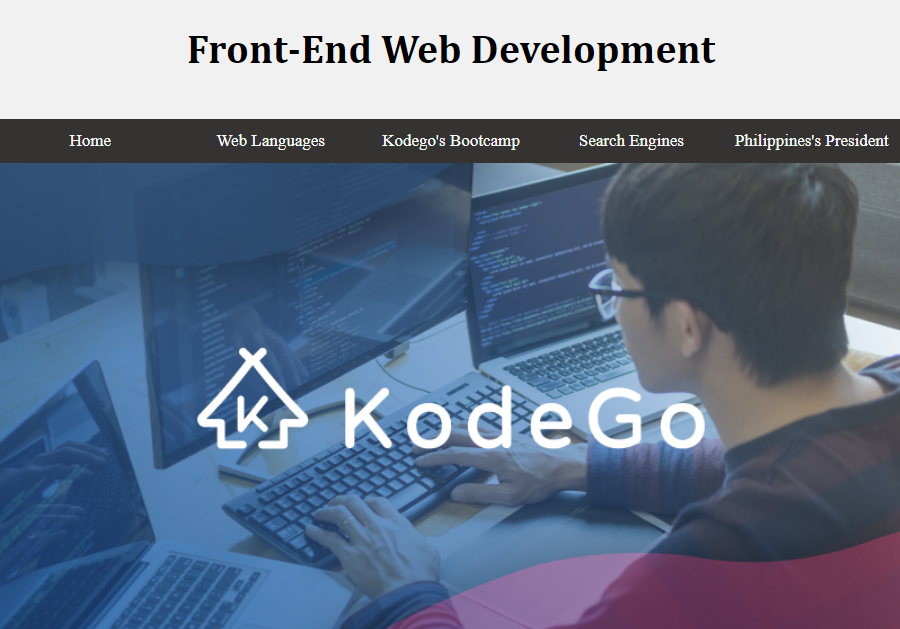 Front-End Web Development
Home Web Languages Kodego's Bootcamp Search Engines Philippines's President
K KodeGo